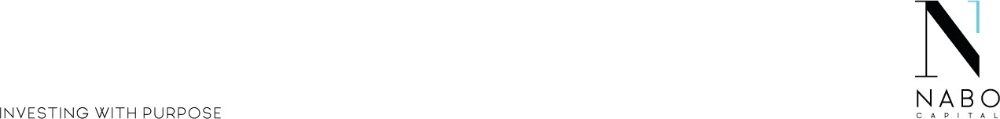 INVESTING WITH PURPOSE
N
NABO
CAPITAL